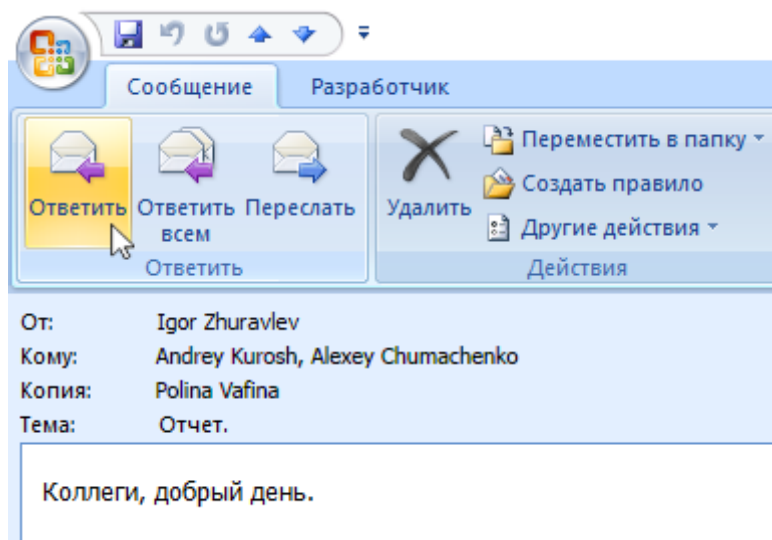 Сообщение Разработчик
Ответить Ответить всем Переслать Удалить
Переместить в папку
Создать правило
Другие действия
Ответить Действия
От: Igor Zhuravlev
Кому: Andrey Kurosh, Alexey Chumachenko
Копия: Polina Vafina
Тема: Отчет.
Коллеги, добрый день.